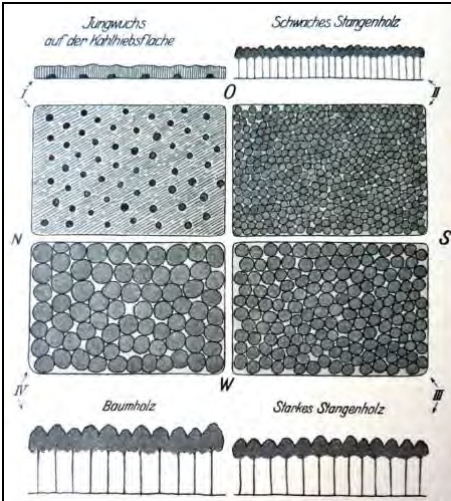 Jungwuchs
auf der Kahlhiebsfläche
Schwaches Stangenholz
I
O
II
N
S
IV
W
III
Baumholz
Starkes Stangenholz